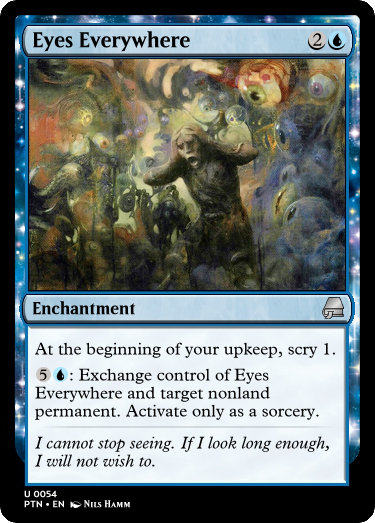 Eyes Everywhere 2
Enchantment
At the beginning of your upkeep, scry 1.
5 : Exchange control of Eyes
Everywhere and target nonland
permanent. Activate only as a sorcery.
I cannot stop seeing. If I look long enough,
I will not wish to.
U 0054
PTN • EN Nils Hamm